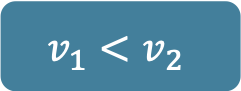 v₁ < v₂